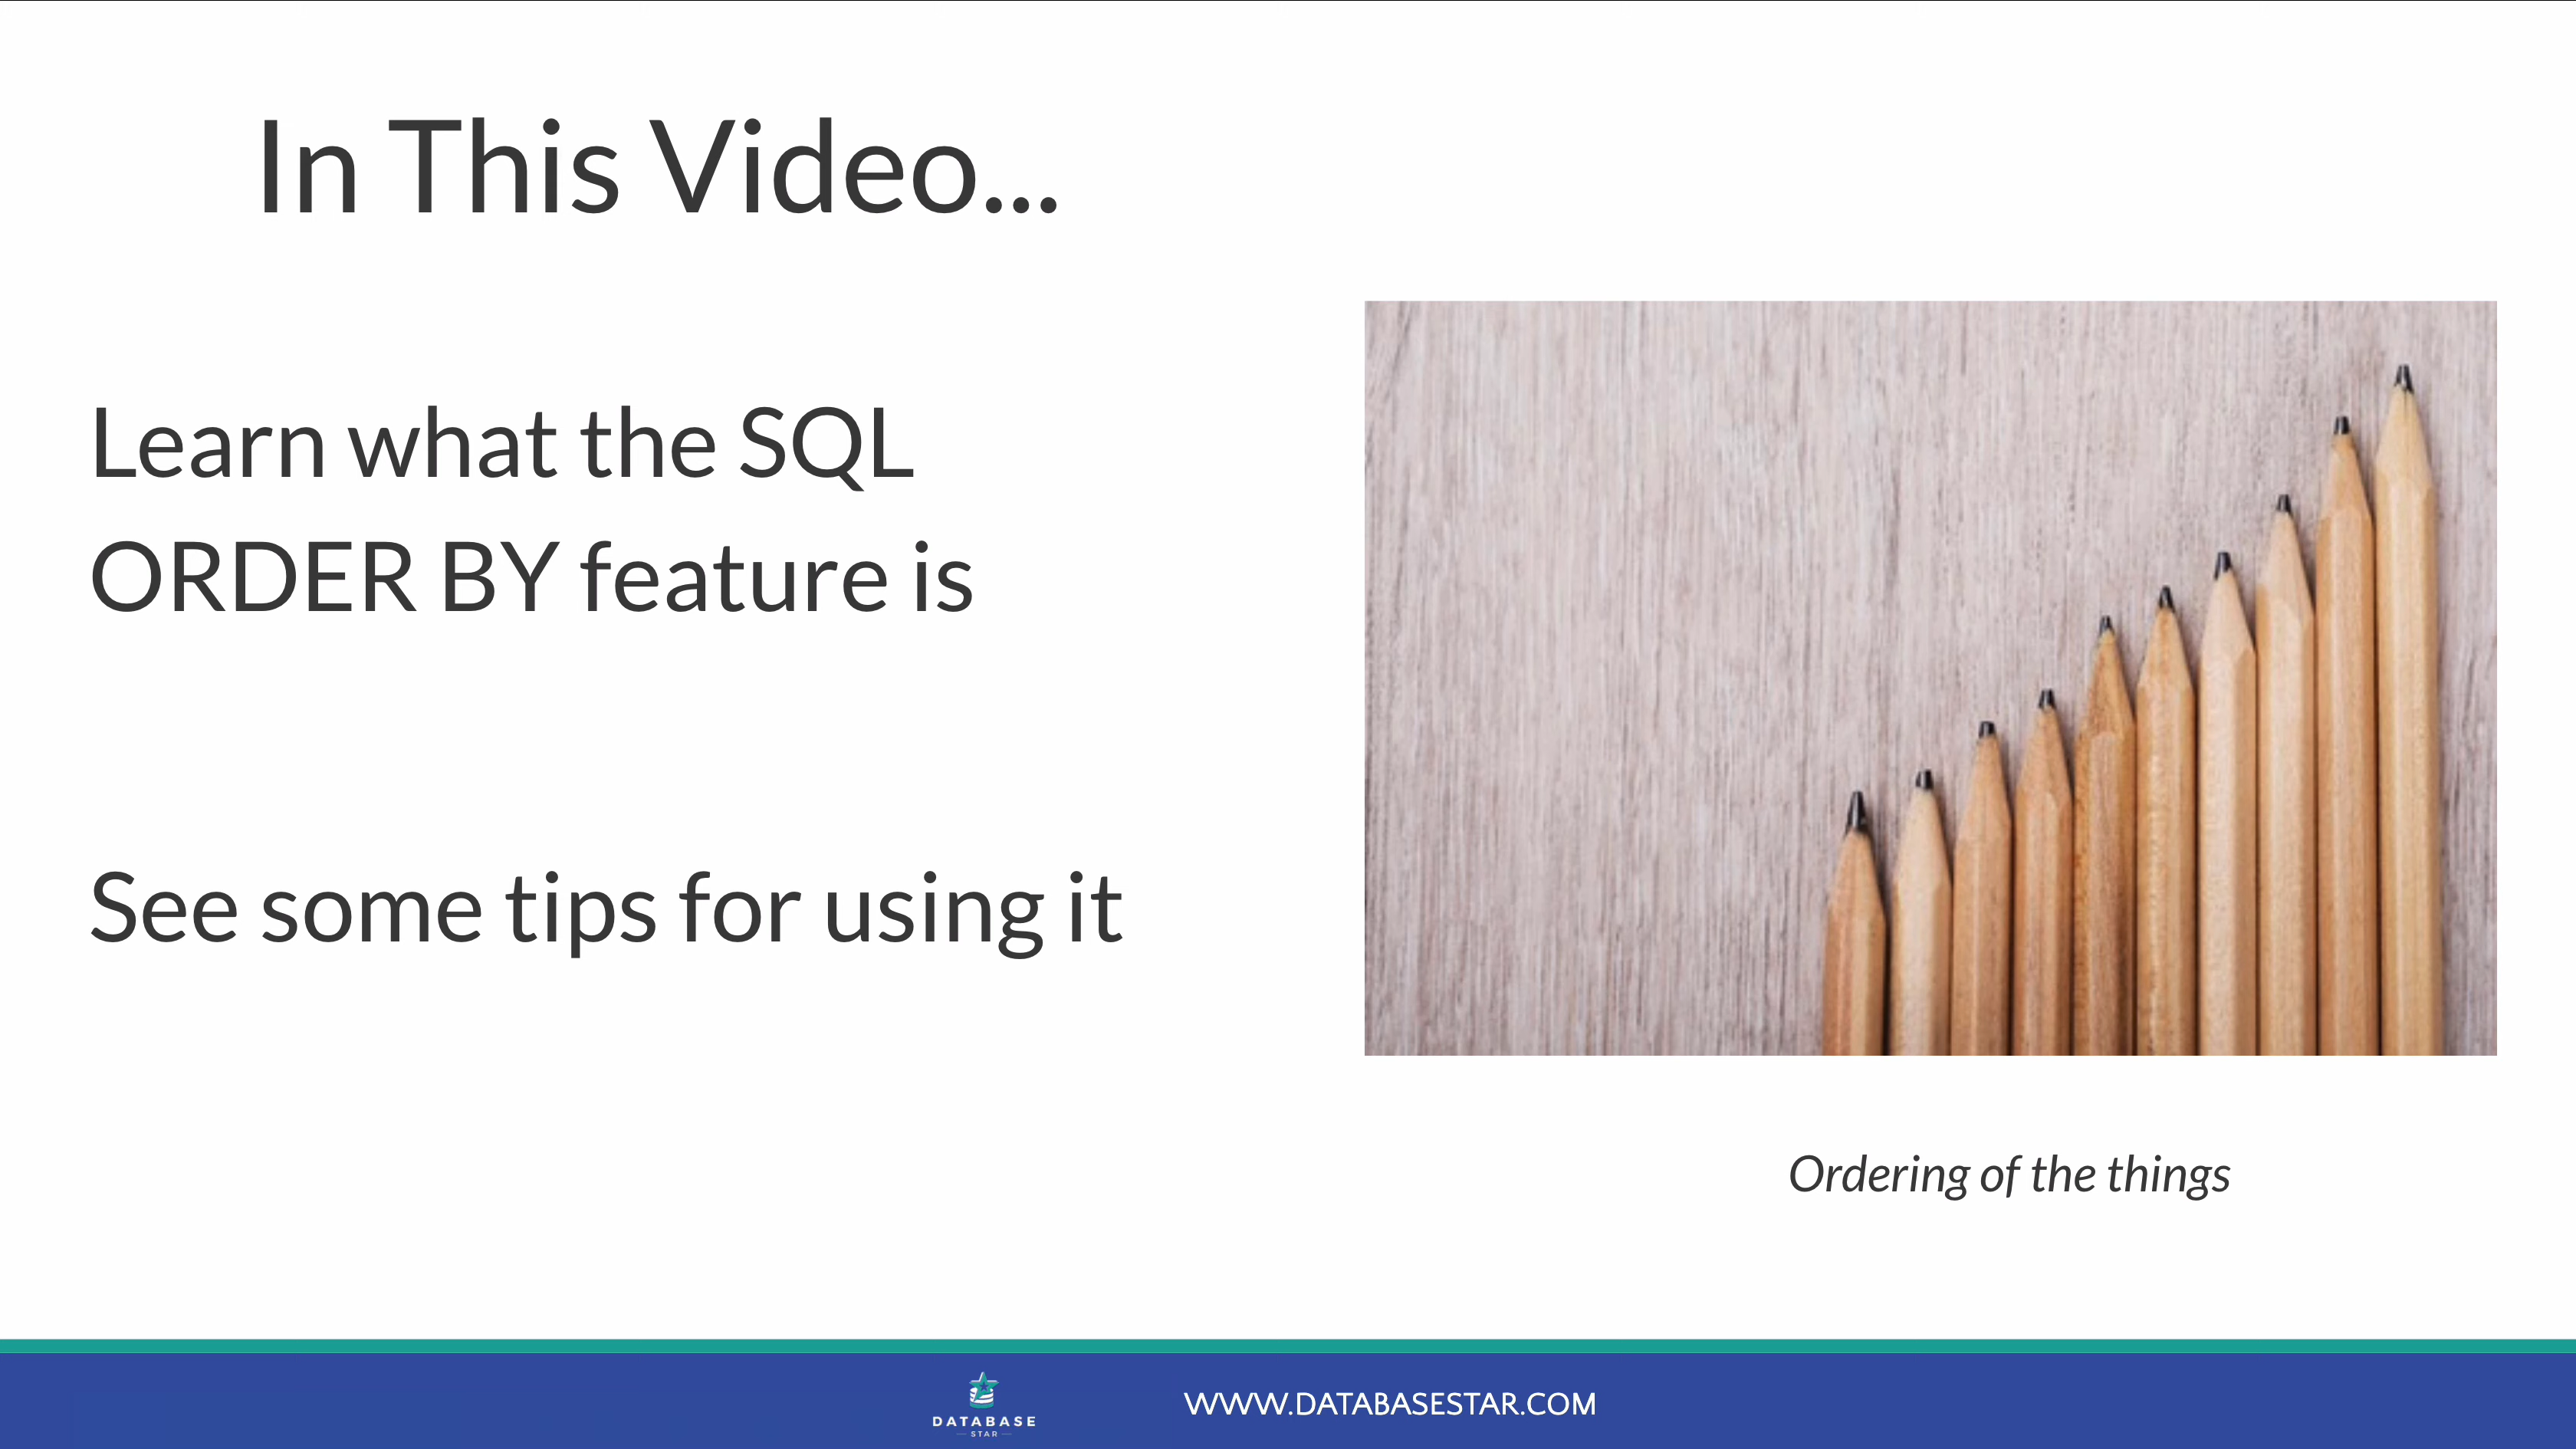 In This Video...
Learn what the SQL
ORDER BY feature is
See some tips for using it
Ordering of the things
DATABASE
STAR
WWW.DATABASESTAR.COM